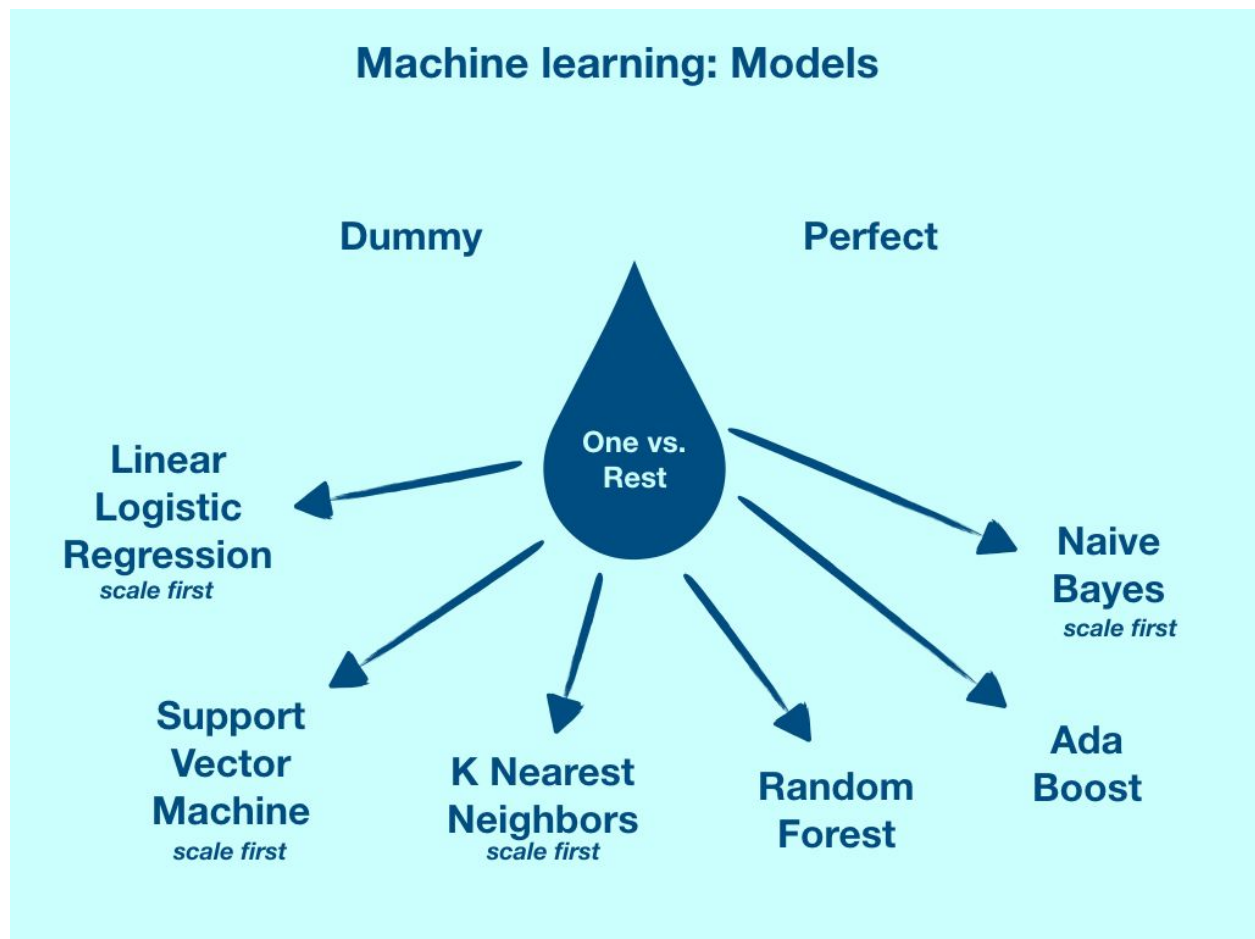 Machine learning: Models
Dummy
Perfect
One vs.
Rest
Linear
Logistic
Regression
scale first
Support
Vector
Machine
scale first
K Nearest
Neighbors
scale first
Random
Forest
Ada
Boost
Naive
Bayes
scale first